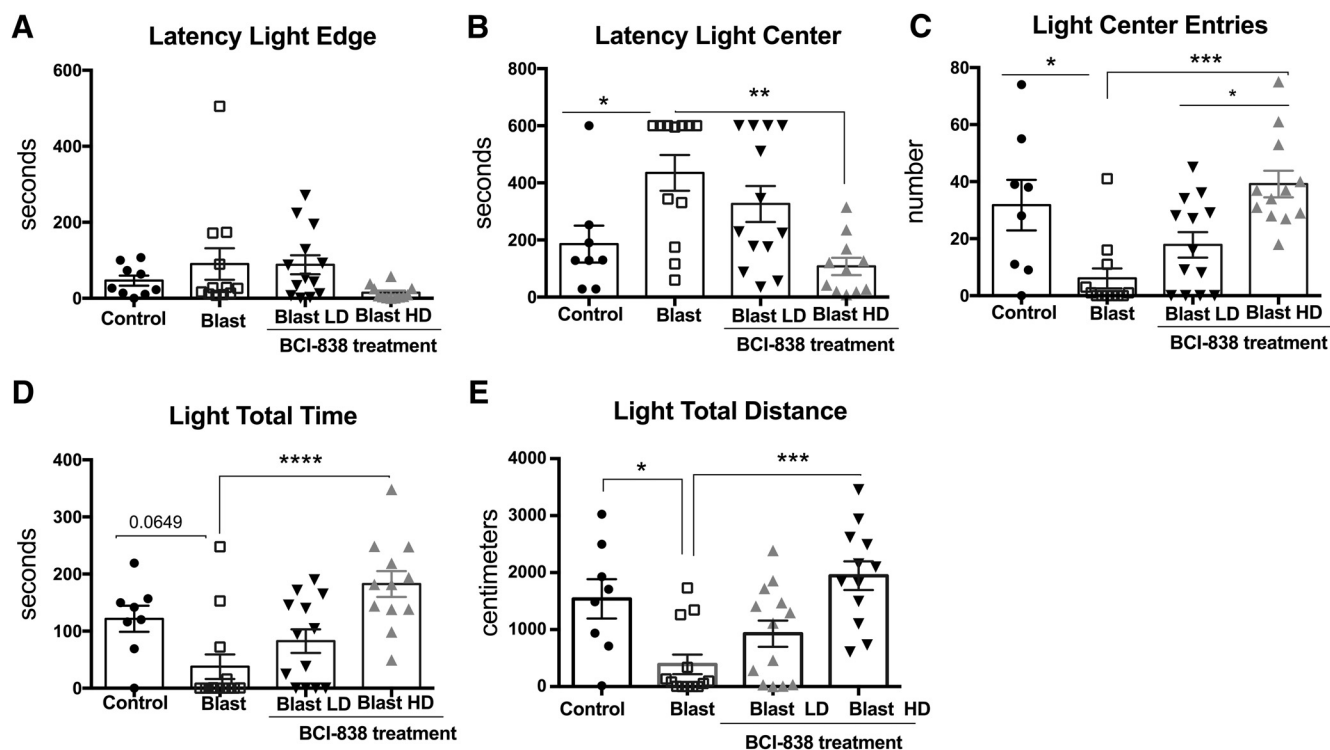 A
Latency Light Edge
seconds
600
400
200
0
Control
Blast
Blast LD
Blast HD
BCI-838 treatment
B
Latency Light Center
seconds
800
600
400
200
0
*
**
Control
Blast
Blast LD
Blast HD
BCI-838 treatment
C
Light Center Entries
number
80
60
40
20
0
*
***
*
Control
Blast
Blast LD
Blast HD
BCI-838 treatment
D
Light Total Time
seconds
400
300
200
100
0
0.0649
****
Control
Blast
Blast LD
Blast HD
BCI-838 treatment
E
Light Total Distance
centimeters
4000
3000
2000
1000
0
*
***
Control
Blast
Blast LD
Blast HD
BCI-838 treatment